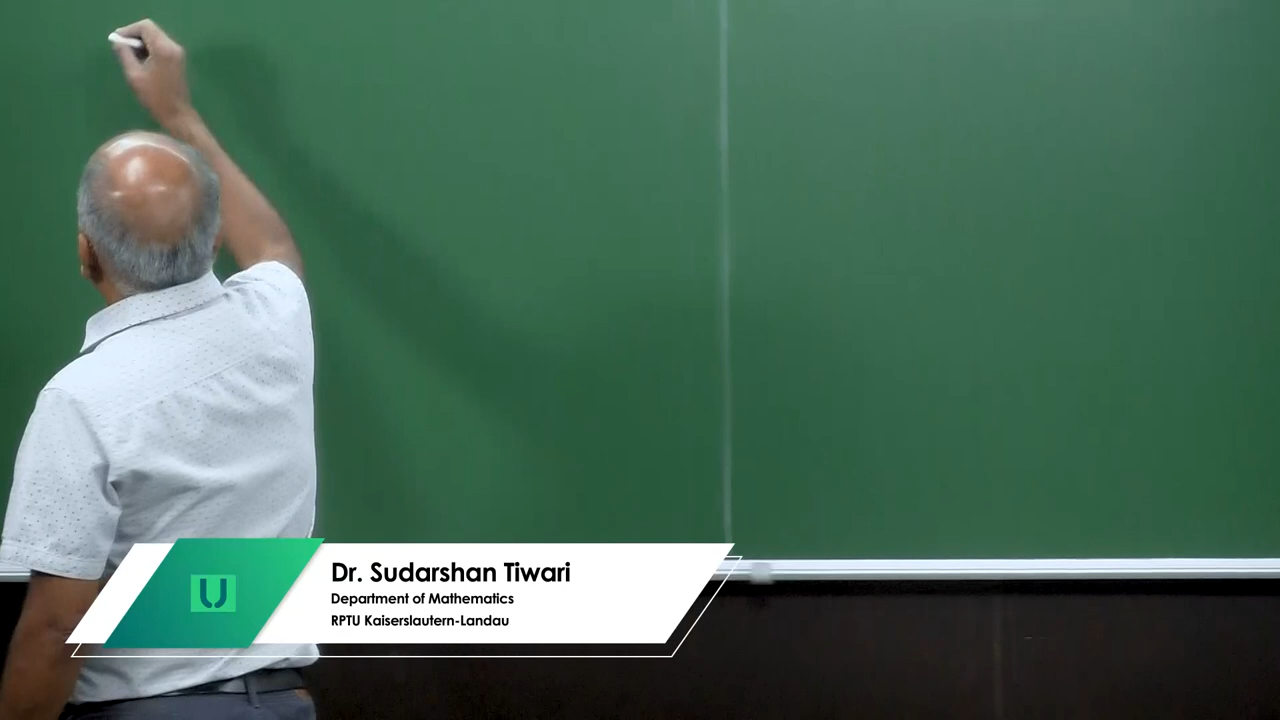 Dr. Sudarshan Tiwari
Department of Mathematics
RPTU Kaiserslautern-Landau